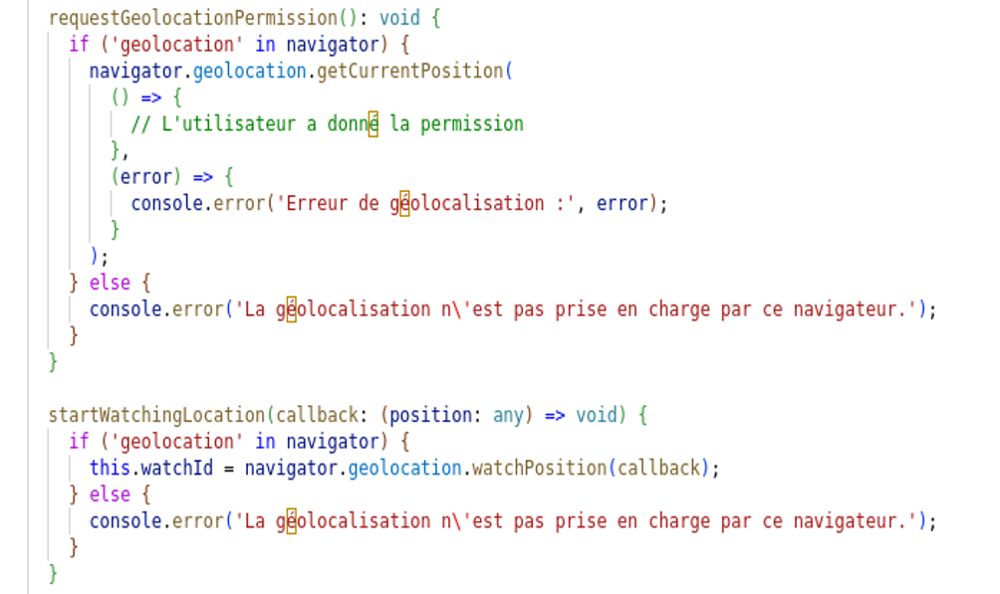 requestGeolocationPermission(): void {
if ('geolocation' in navigator) {
navigator.geolocation.getCurrentPosition(
() => {
// L'utilisateur a donné la permission
},
(error) => {
console.error('Erreur de géolocalisation :', error);
}
);
} else {
console.error('La géolocalisation n\'est pas prise en charge par ce navigateur.');
}
}
startWatchingLocation(callback: (position: any) => void) {
if ('geolocation' in navigator) {
this.watchId = navigator.geolocation.watchPosition(callback);
} else {
console.error('La géolocalisation n\'est pas prise en charge par ce navigateur.');
}
}